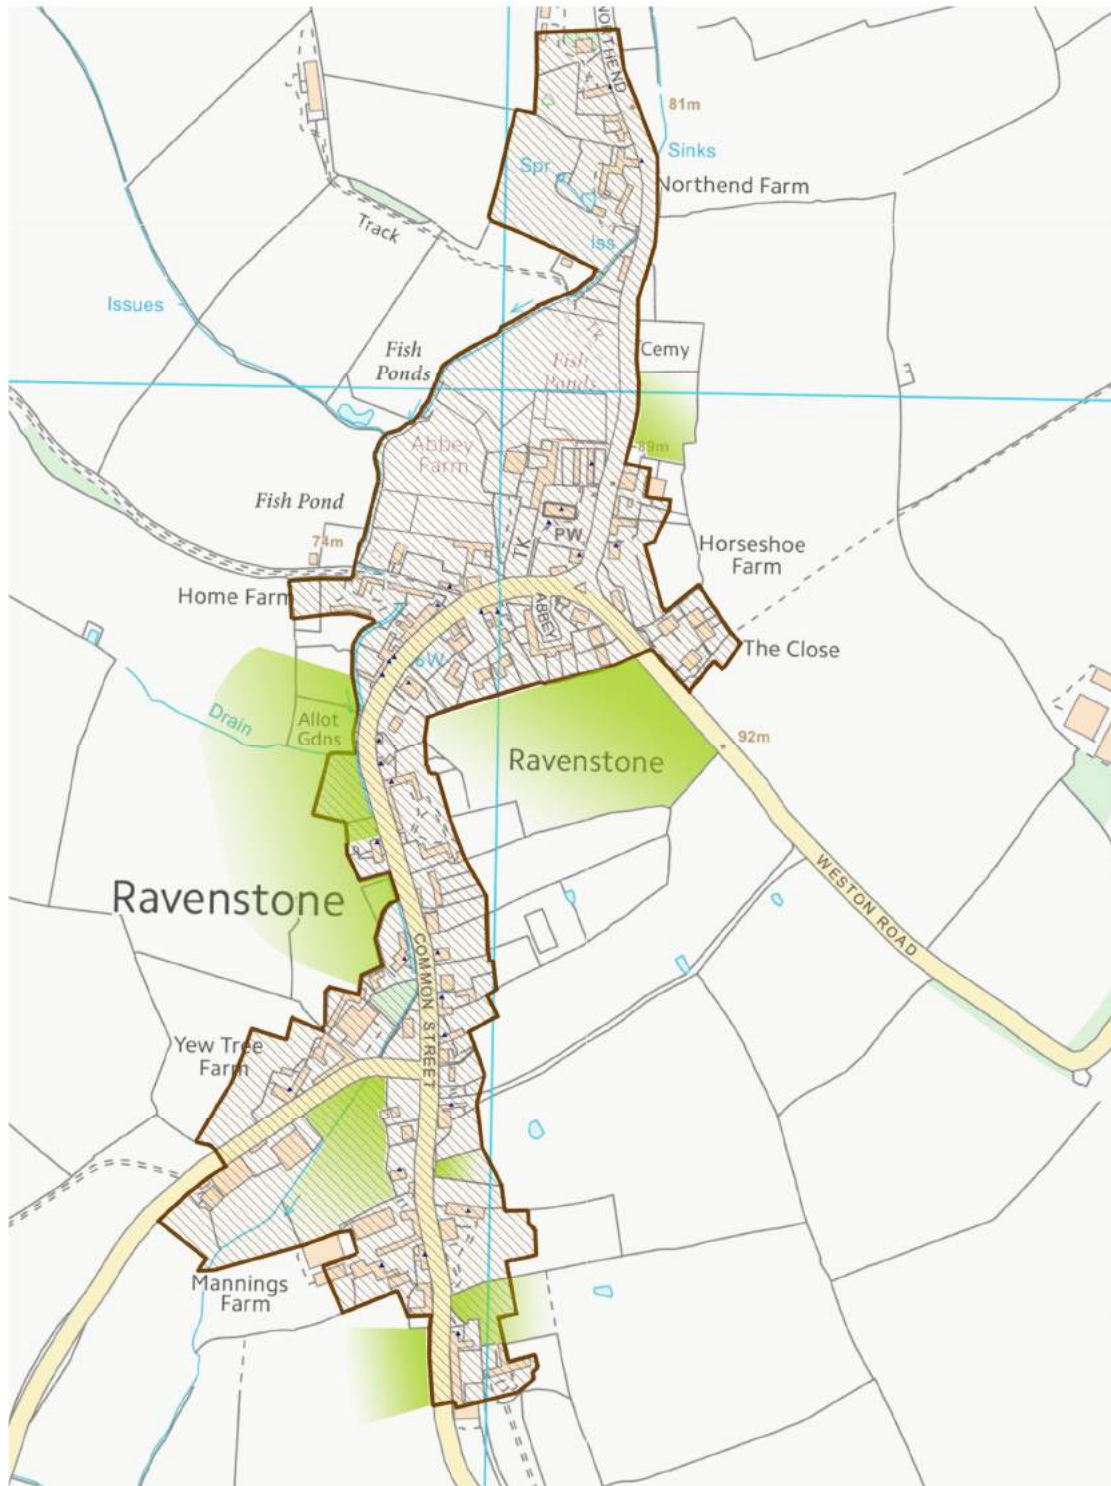 NORTHEND
81m
Sinks
Spr
Northend Farm
Track
Iss
Issues
TK
Cemy
Fish
Ponds
Fish
Ponds
Abbey
Farm
89m
Fish Pond
PW
TK
74m
Horseshoe
Farm
Home Farm
ABBEY
The Close
W
Drain
Allot
Gdns
92m
Ravenstone
WESTON ROAD
Ravenstone
COMMON STREET
Yew Tree
Farm
Mannings
Farm